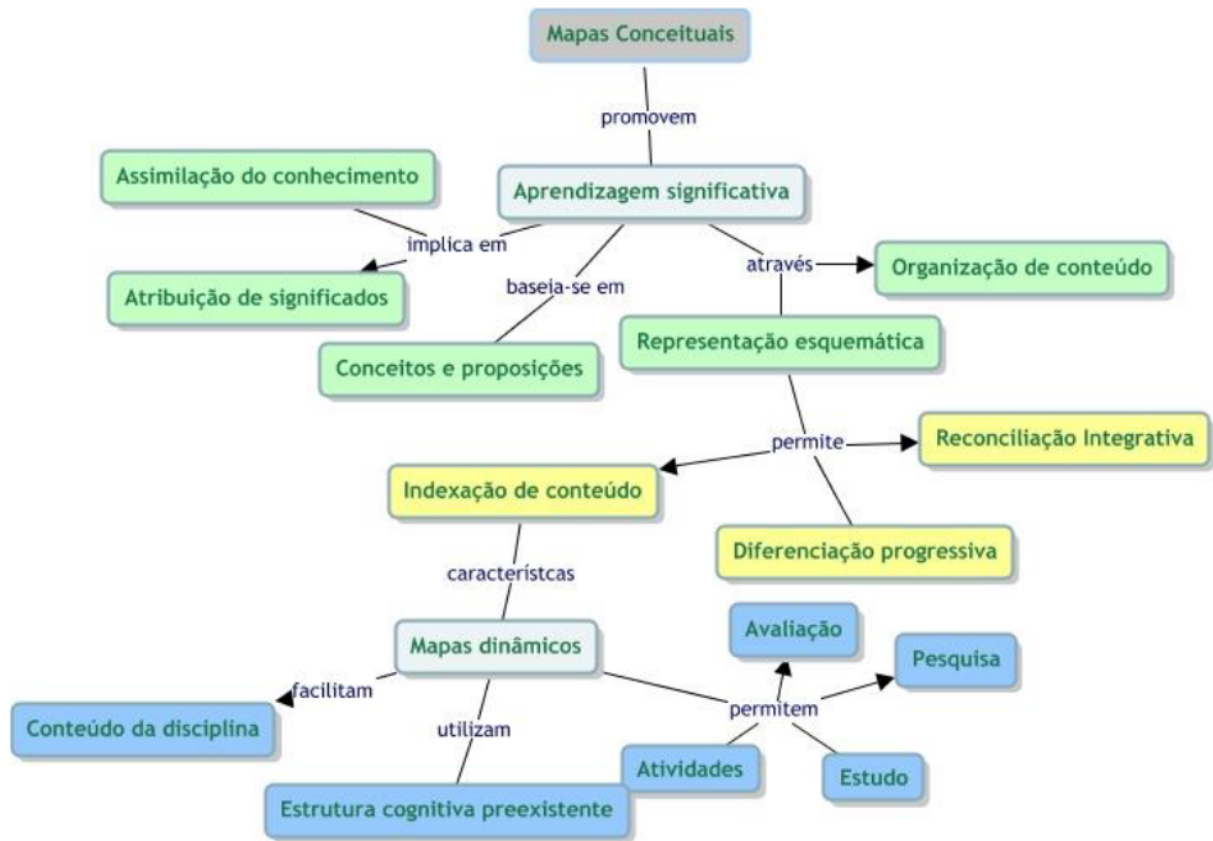 Mapas Conceituais
promovem
Assimilação do conhecimento
Aprendizagem significativa
implica em
através
Organização de conteúdo
Atribuição de significados
baseia-se em
Representação esquemática
Conceitos e proposições
permite
Reconciliação Integrativa
Indexação de conteúdo
Diferenciação progressiva
característcas
Mapas dinâmicos
Avaliação
Pesquisa
facilitam
permitem
Conteúdo da disciplina
utilizam
Atividades
Estudo
Estrutura cognitiva preexistente